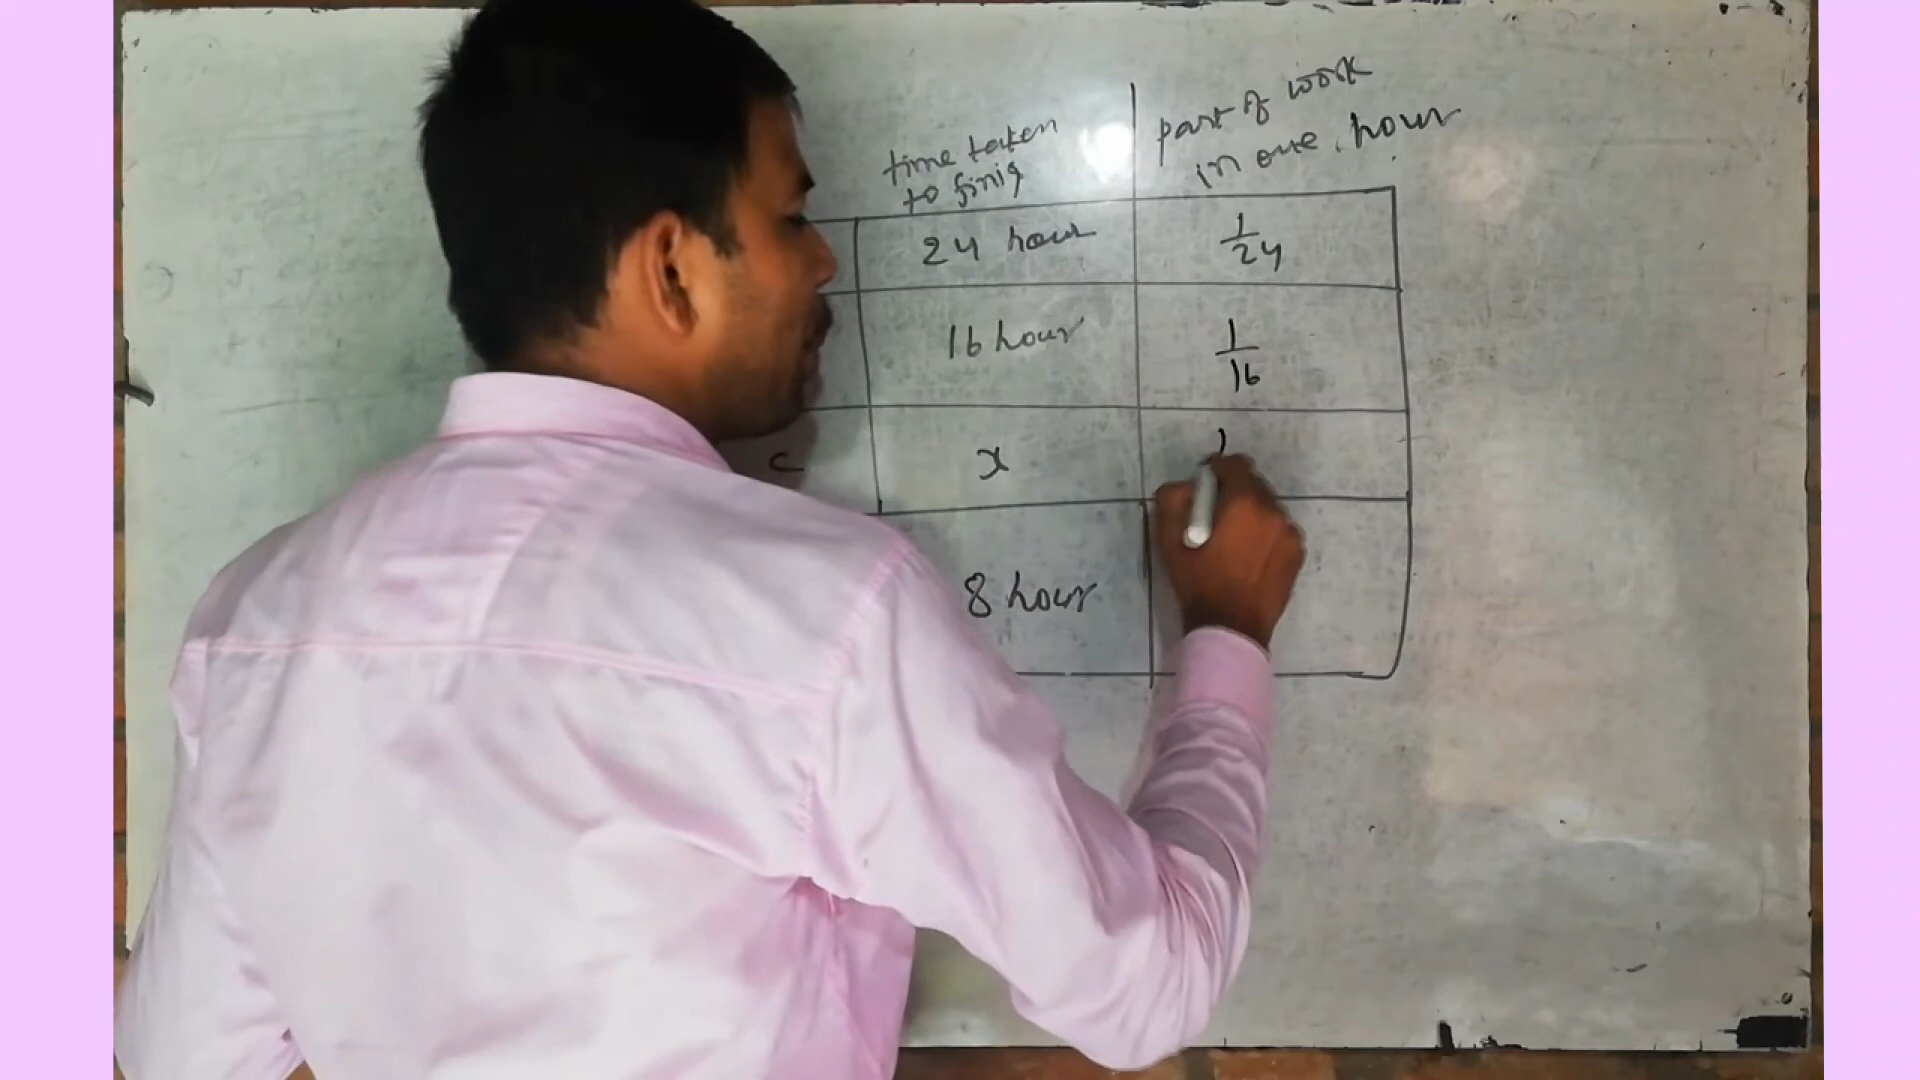 time taken
to finis
part of work
in one hour
24 hour
1/24
16 hour
1/16
C
x
1
8 hour